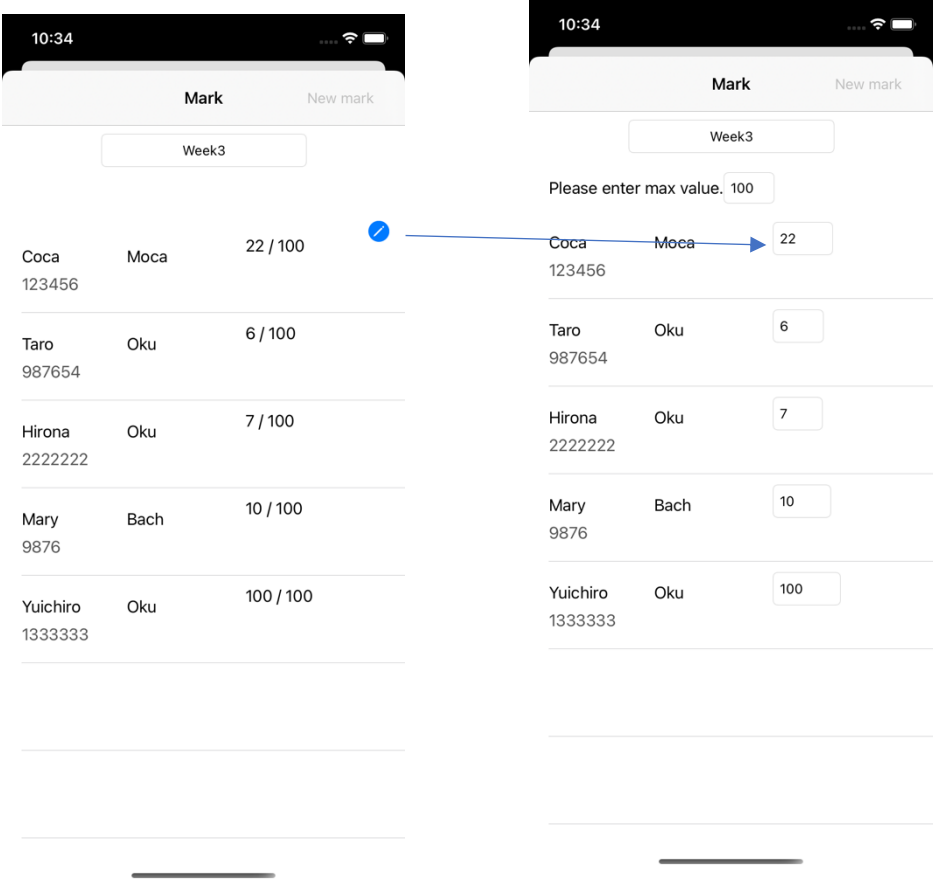 10:34
Mark New mark
Week3
Coca Moca 22 / 100
123456
Taro Oku 6 / 100
987654
Hirona Oku 7 / 100
2222222
Mary Bach 10 / 100
9876
Yuichiro Oku 100 / 100
1333333
10:34
Mark New mark
Week3
Please enter max value. 100
Coca Moca 22
123456
Taro Oku 6
987654
Hirona Oku 7
2222222
Mary Bach 10
9876
Yuichiro Oku 100
1333333